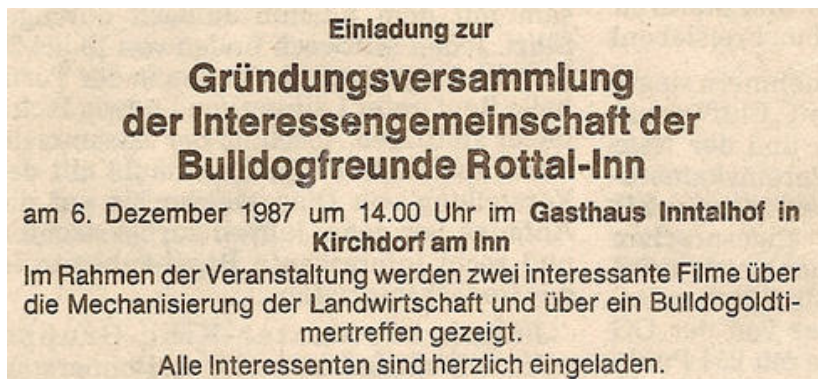 Einladung zur
Gründungsversammlung
der Interessengemeinschaft der
Bulldogfreunde Rottal-Inn
am 6. Dezember 1987 um 14.00 Uhr im Gasthaus Inntalhof in
Kirchdorf am Inn
Im Rahmen der Veranstaltung werden zwei interessante Filme über
die Mechanisierung der Landwirtschaft und über ein Bulldogoldti-
mertreffen gezeigt.
Alle Interessenten sind herzlich eingeladen.